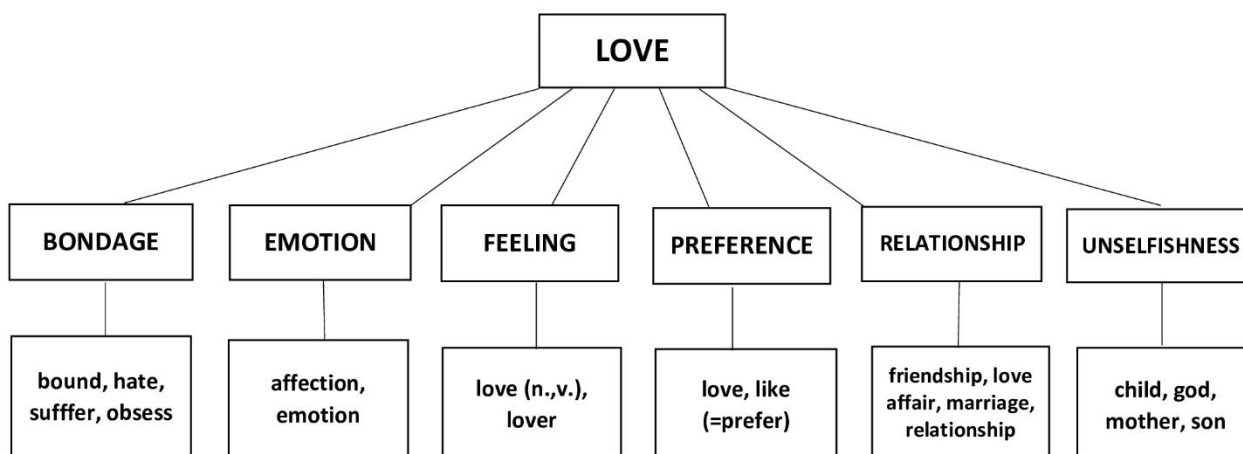 LOVE
BONDAGE
EMOTION
FEELING
PREFERENCE
RELATIONSHIP
UNSELFISHNESS
bound, hate,
sufffer, obsess
affection,
emotion
love (n.,v.),
lover
love, like
(=prefer)
friendship, love
affair, marriage,
relationship
child, god,
mother, son